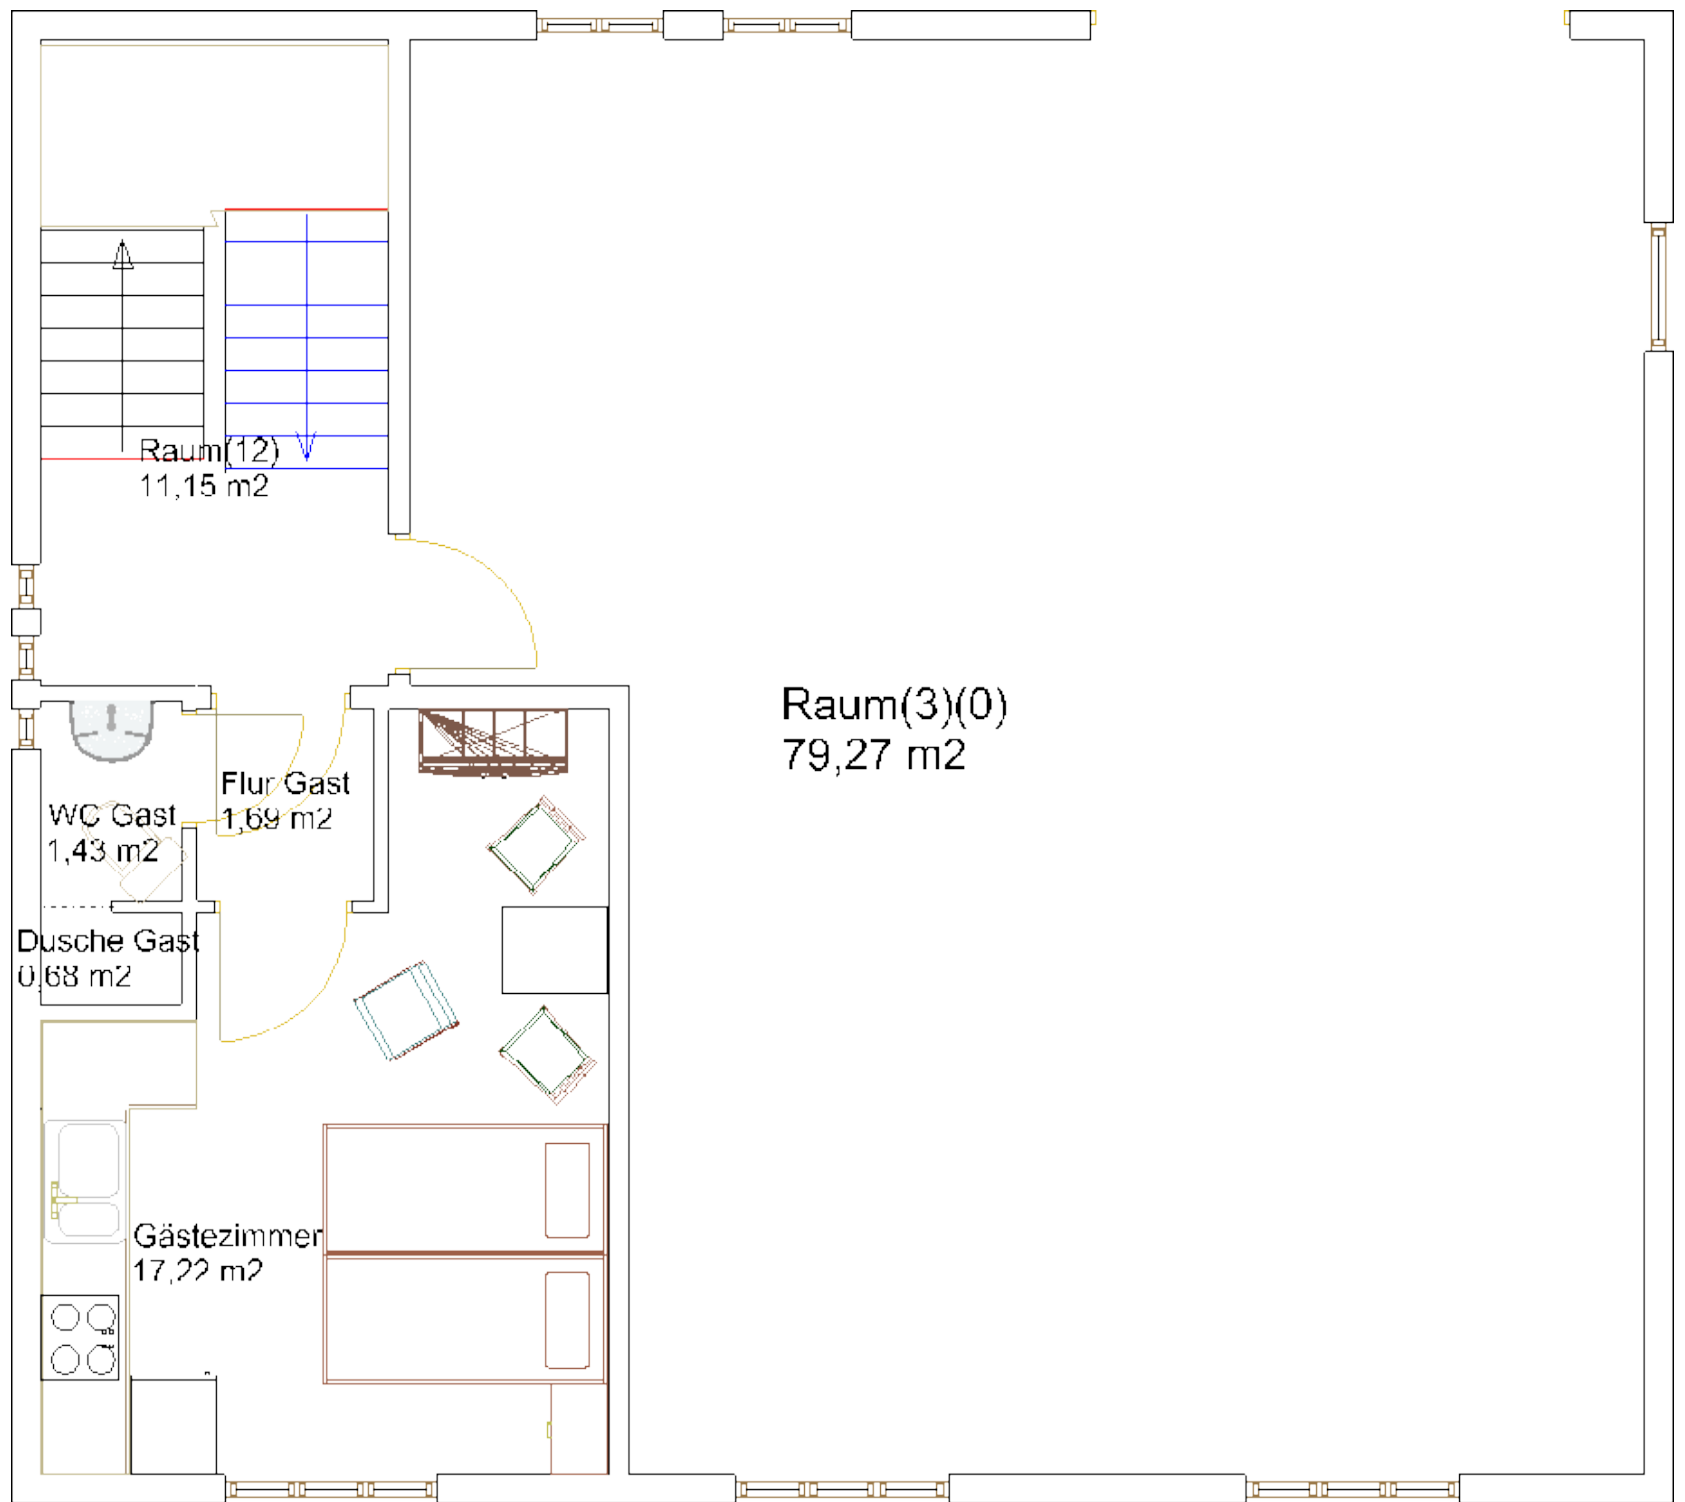 Raum(12)
11,15 m2
Raum(3)(0)
79,27 m2
Flur Gast
1,69 m2
WC Gast
1,43 m2
Dusche Gast
0,68 m2
Gästezimmer
17,22 m2